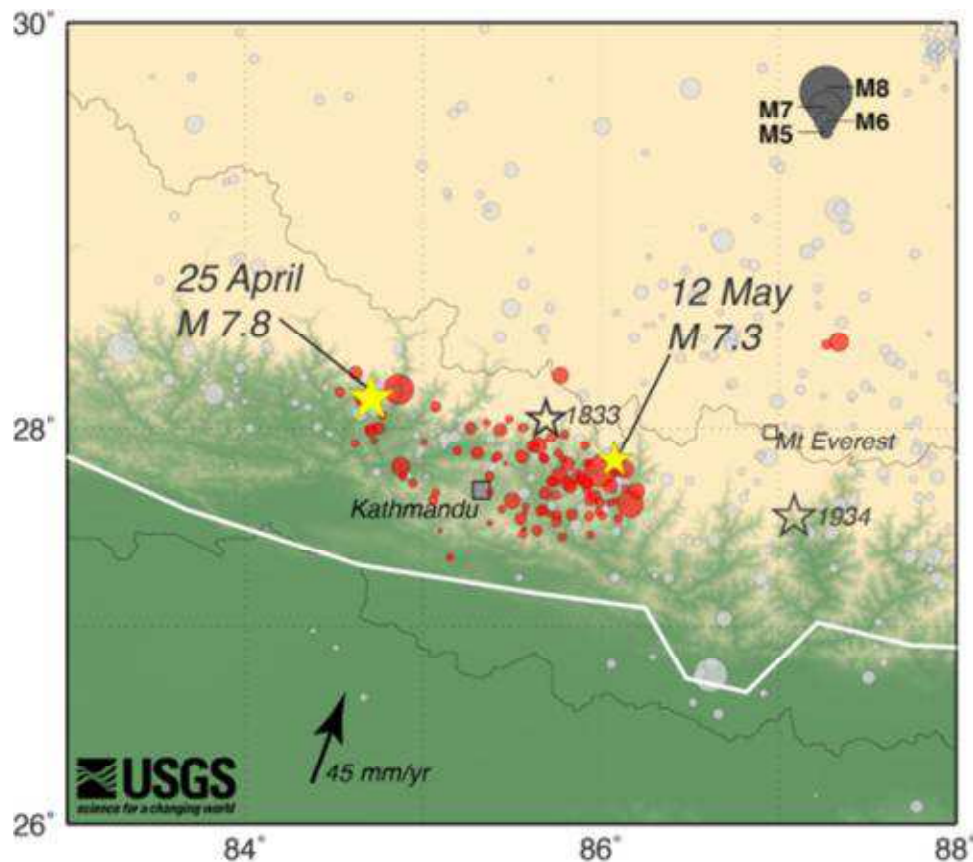 30°
M8
M7
M6
M5
25 April
M 7.8
12 May
M 7.3
28°
1833
Mt Everest
Kathmandu
1934
45 mm/yr
USGS
science for a changing world
26°
84°
86°
88°